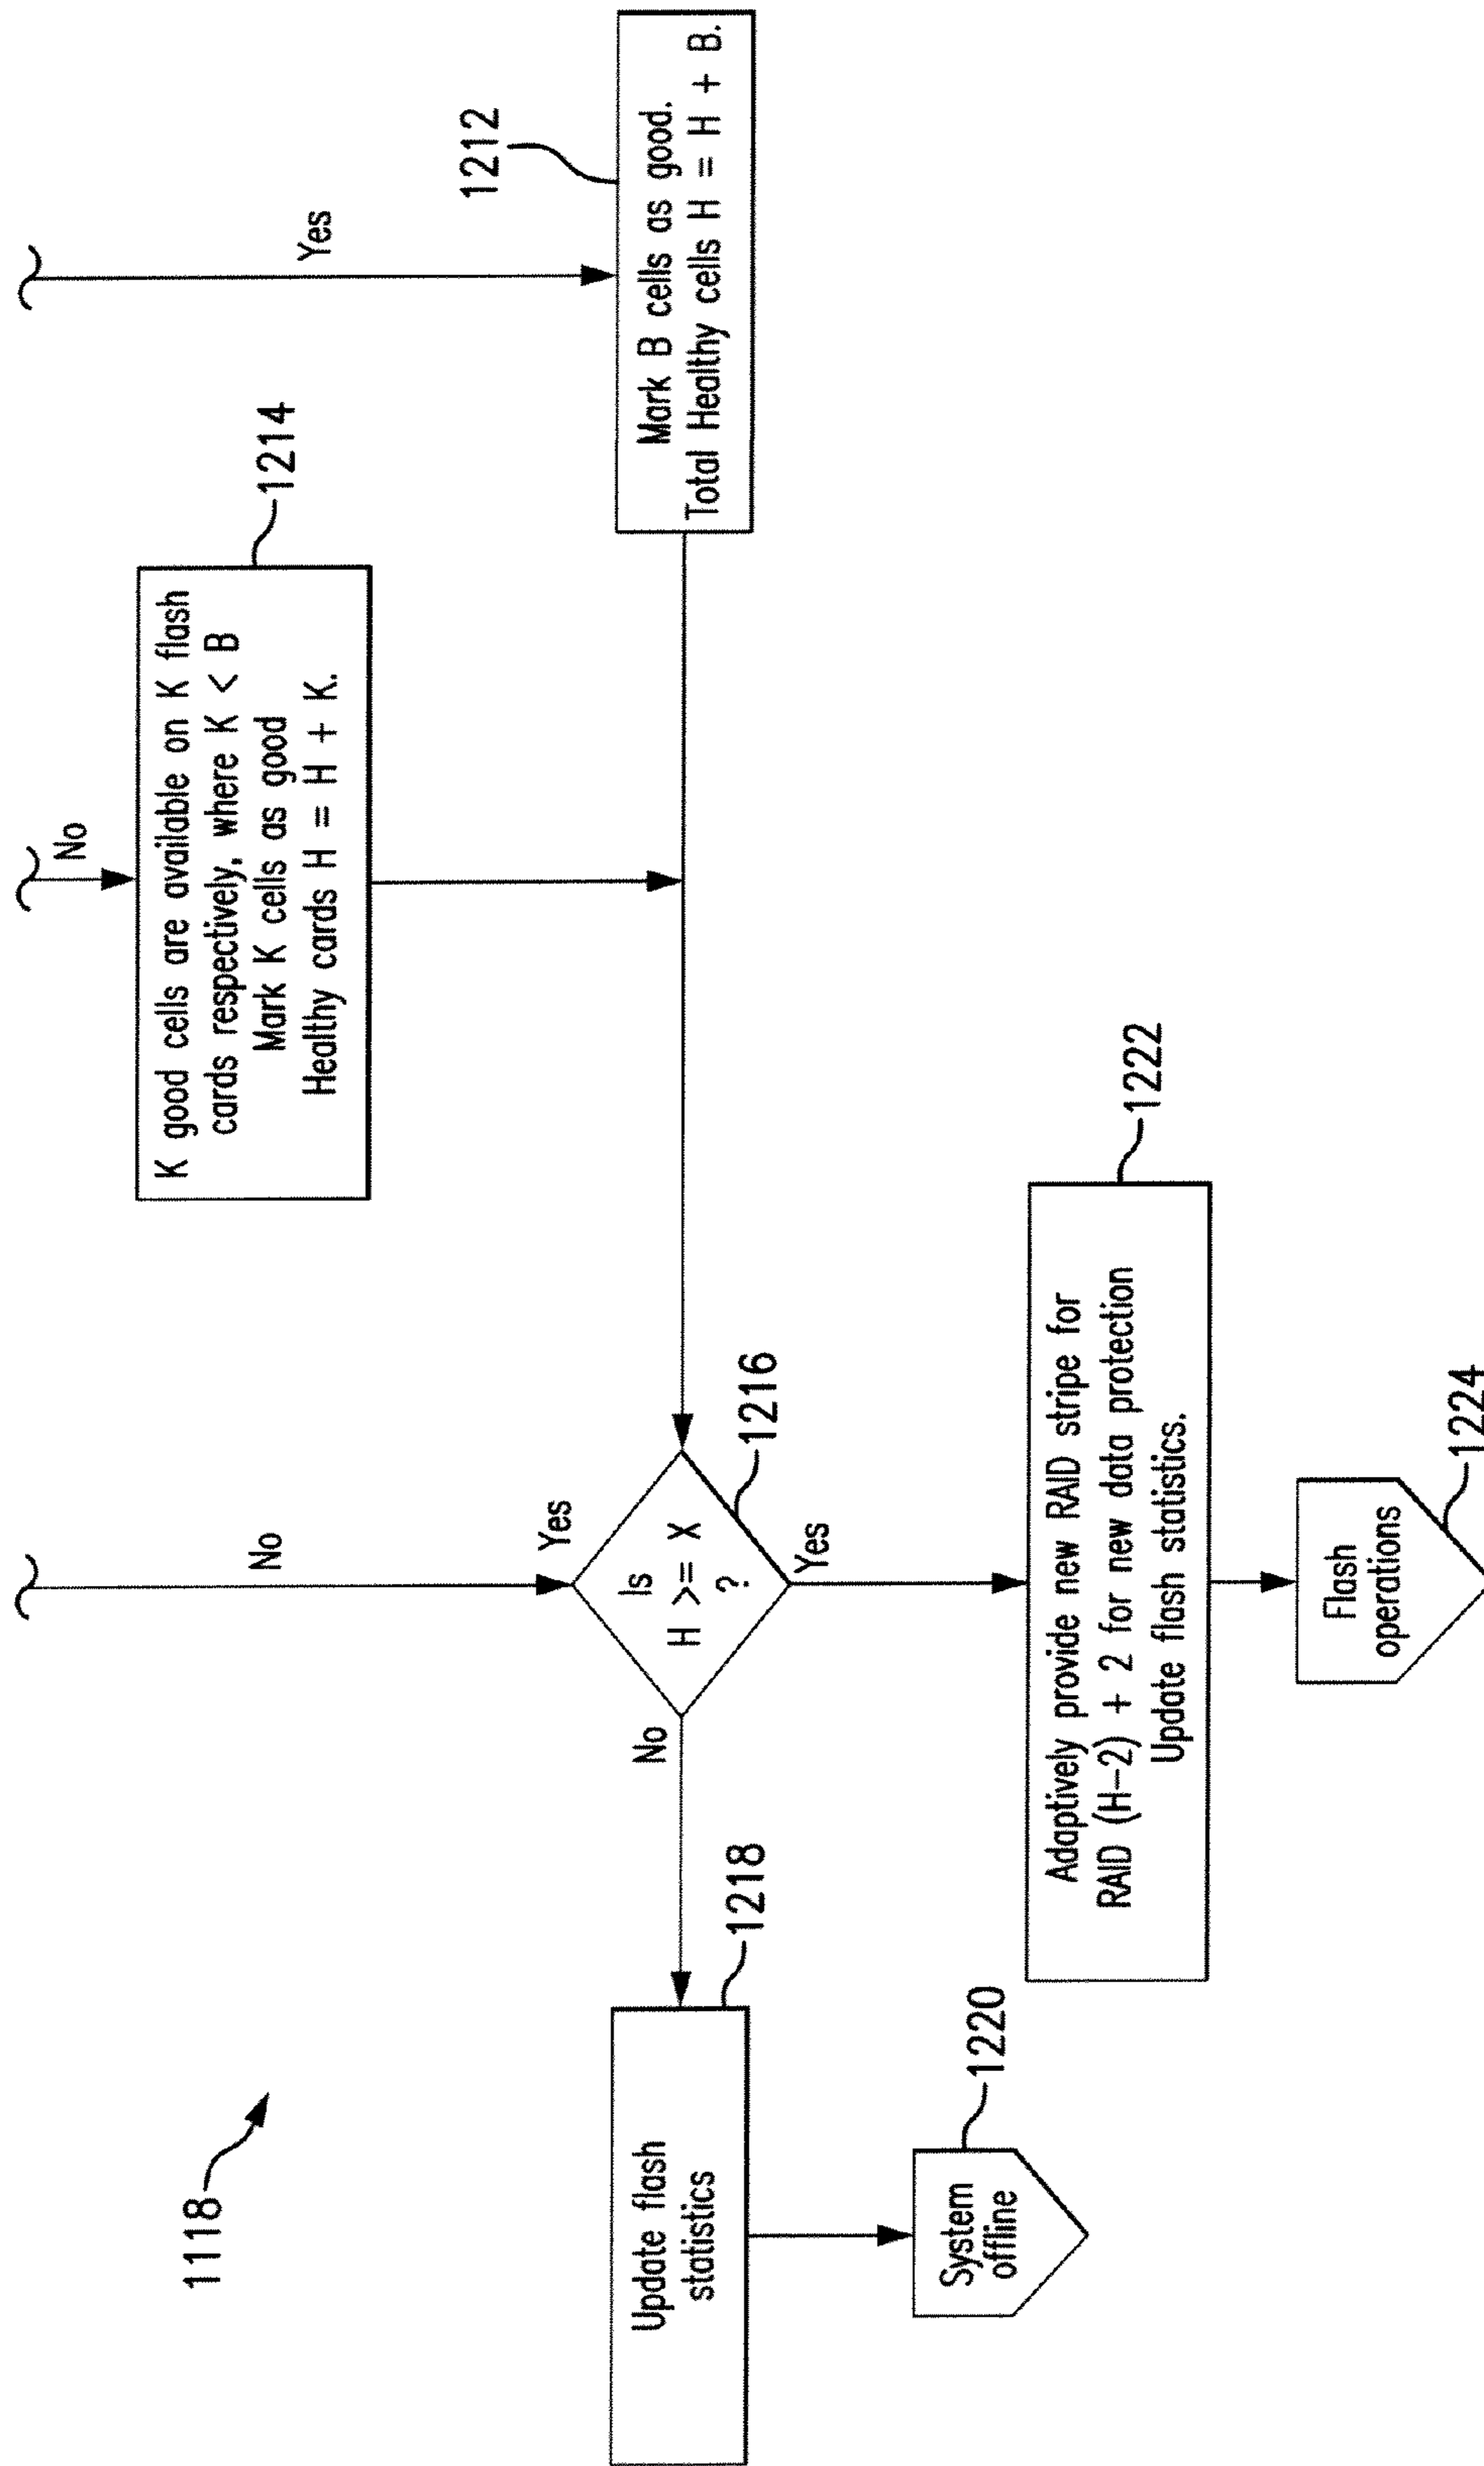 1118
No
No
Yes
K good cells are available on K flash
cards respectively, where K < B
Mark K cells as good
Healthy cards H = H + K.
1214
Mark B cells as good.
Total Healthy cells H = H + B.
1212
Yes
Is
H >= X
?
1216
No
Yes
Update flash
statistics
1218
System
offline
1220
Adaptively provide new RAID stripe for
RAID (H-2) + 2 for new data protection
Update flash statistics.
1222
Flash
operations
1224